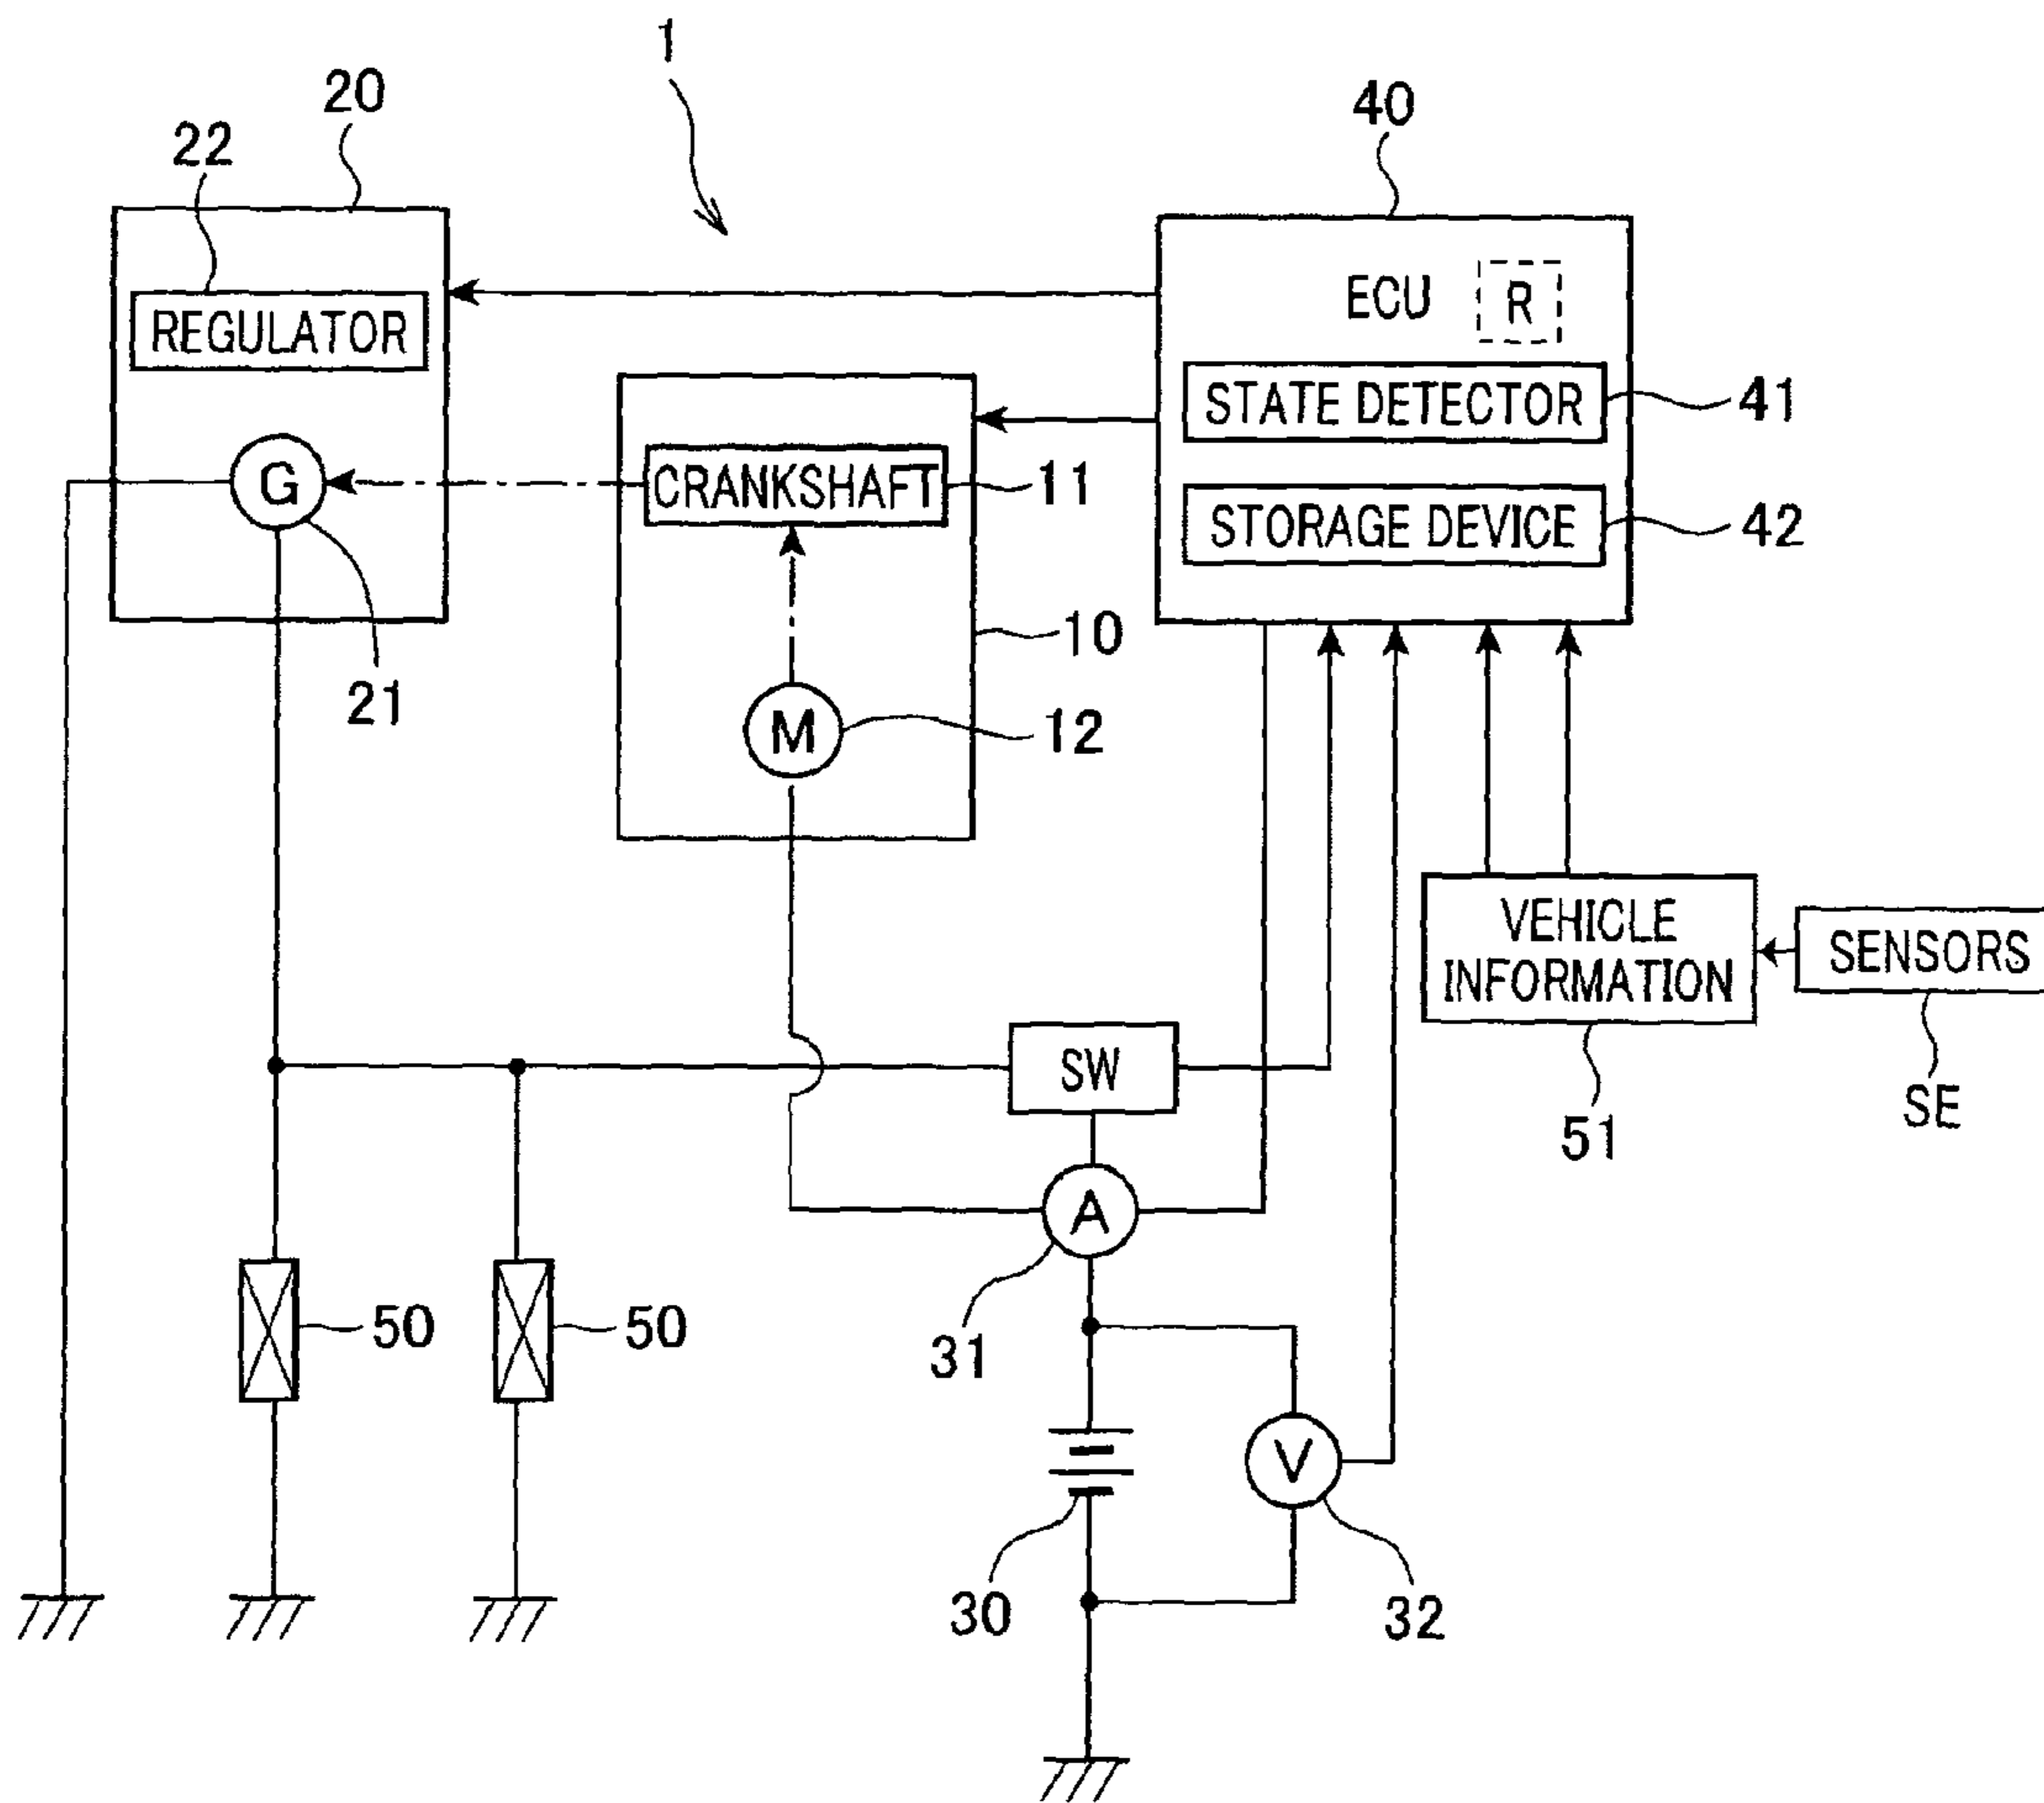 1
20
40
22
ECU
R
REGULATOR
STATE DETECTOR
41
G
CRANKSHAFT
11
STORAGE DEVICE
42
10
21
M
12
VEHICLE
INFORMATION
SENSORS
SW
51
SE
A
50
50
31
V
30
32